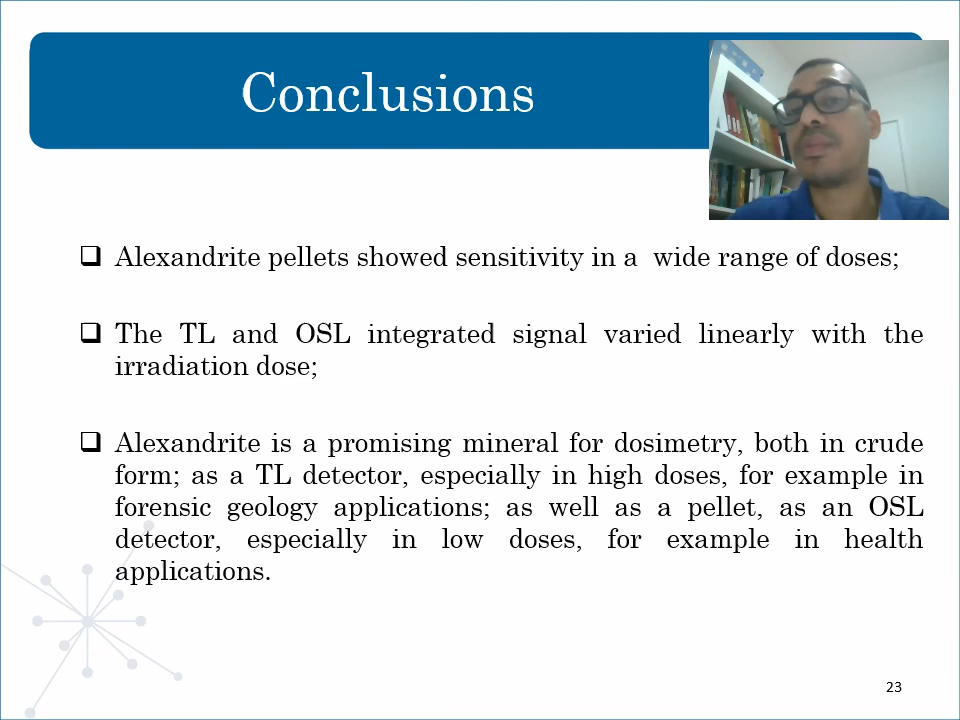 Conclusions
Alexandrite pellets showed sensitivity in a wide range of doses;
The TL and OSL integrated signal varied linearly with the
irradiation dose;
Alexandrite is a promising mineral for dosimetry, both in crude
form; as a TL detector, especially in high doses, for example in
forensic geology applications; as well as a pellet, as an OSL
detector, especially in low doses, for example in health
applications.
23